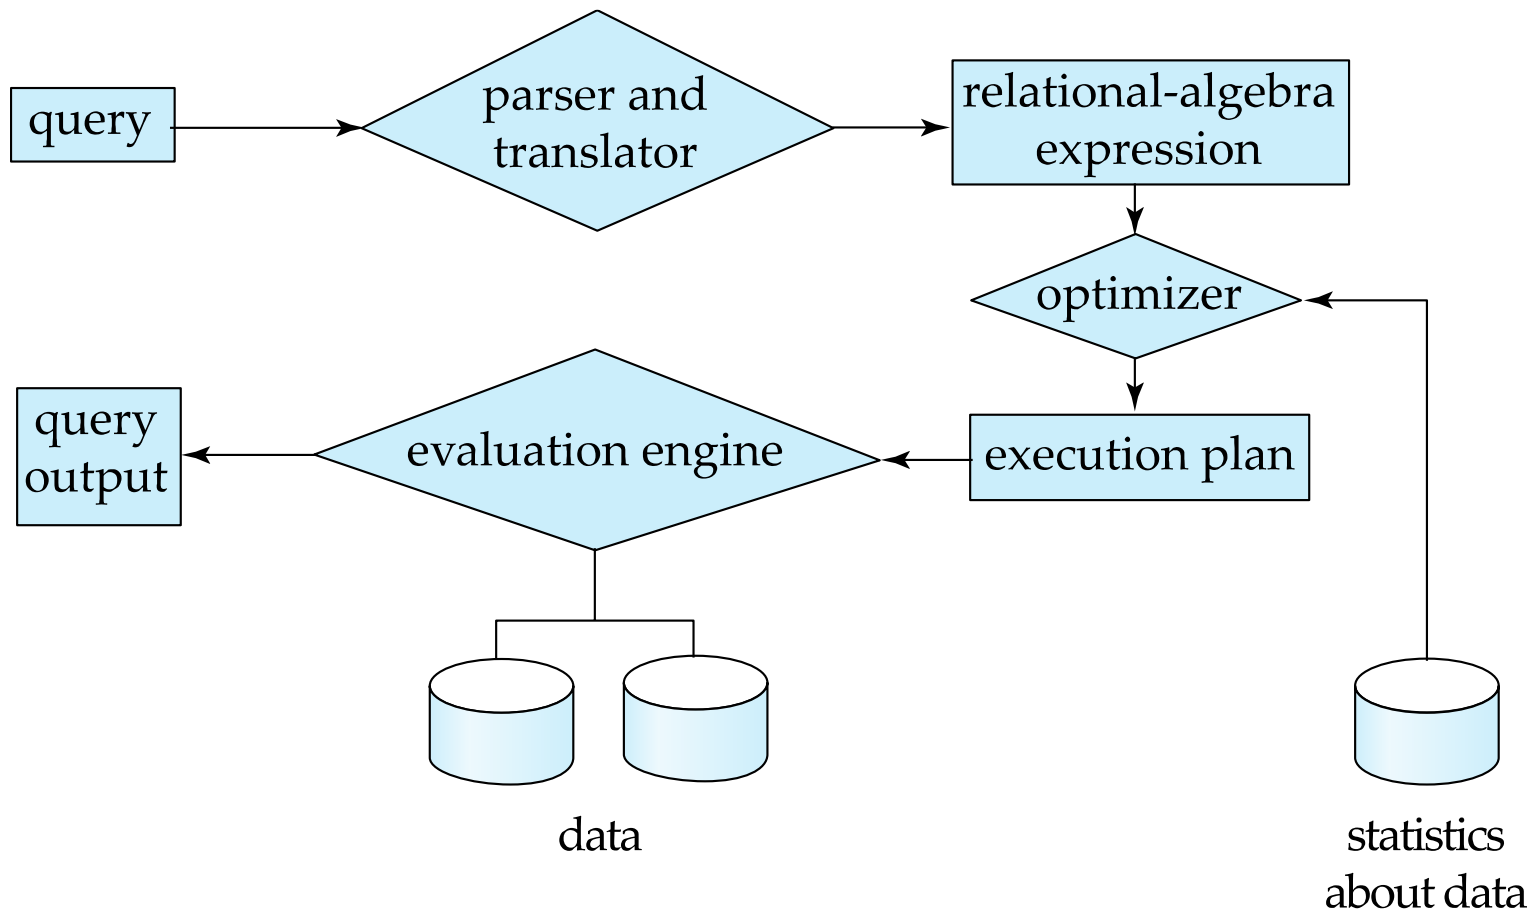 query
parser and
translator
relational-algebra
expression
optimizer
execution plan
evaluation engine
query
output
data
statistics
about data